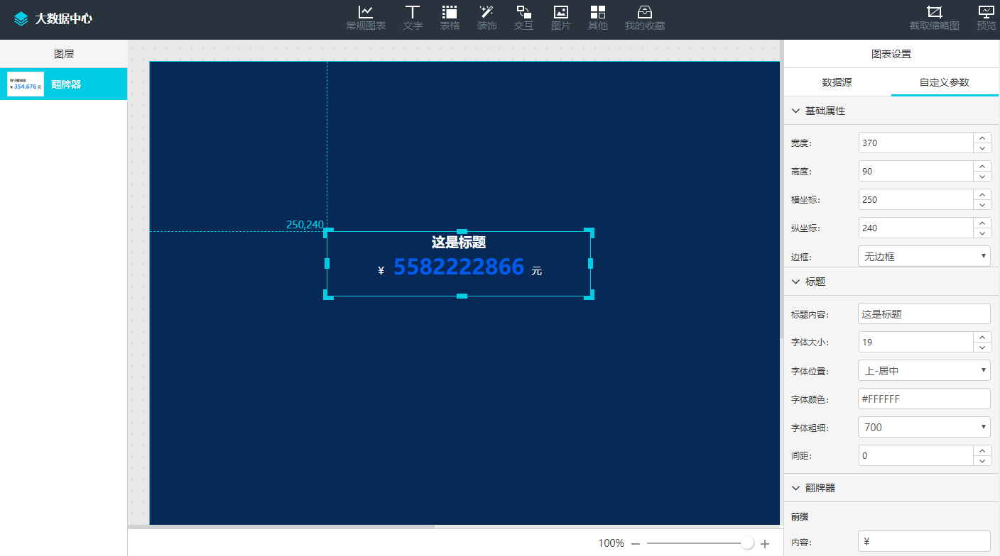 大数据中心
常规图表 文字 表格 装饰 交互 图片 其他 我的收藏 截取缩略图 预览
图层
¥ 354,676 元
翻牌器
250,240
这是标题
¥ 5582222866 元
100%
图表设置
数据源 自定义参数
基础属性
宽度: 370
高度: 90
横坐标: 250
纵坐标: 240
边框: 无边框
标题
标题内容: 这是标题
字体大小: 19
字体位置: 上-居中
字体颜色: #FFFFFF
字体粗细: 700
间距: 0
翻牌器
前缀
内容: ¥